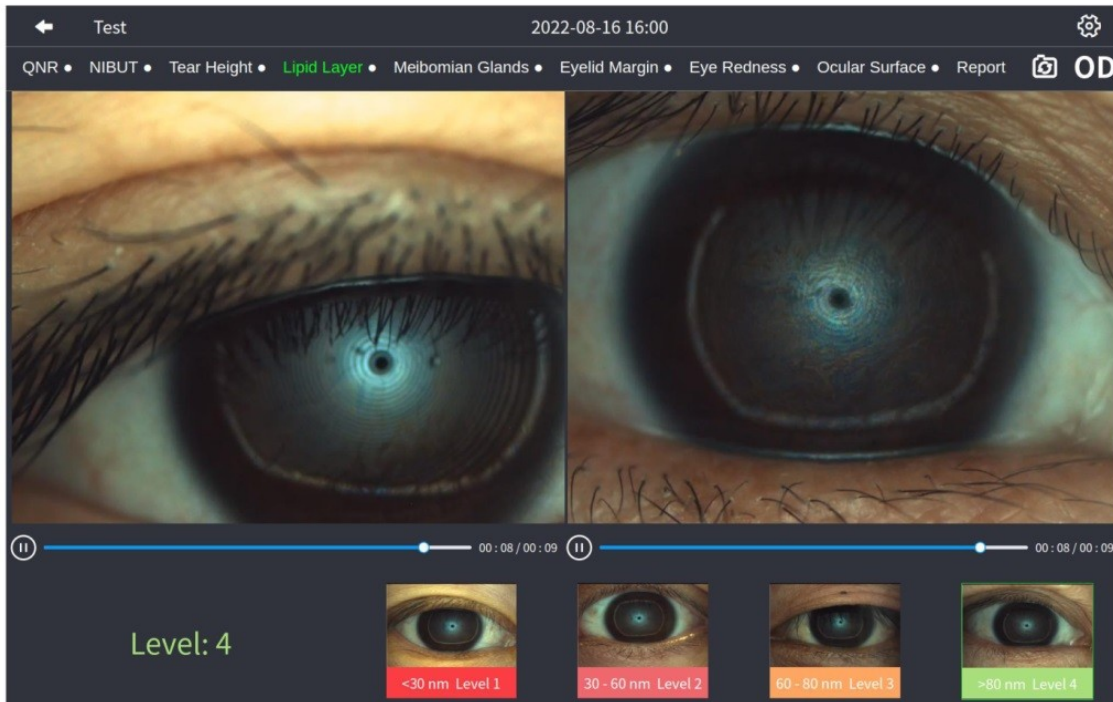 Test 2022-08-16 16:00
QNR ● NIBUT ● Tear Height ● Lipid Layer ● Meibomian Glands ● Eyelid Margin ● Eye Redness ● Ocular Surface ● Report OD
00:08/00:09 00:08/00:09
Level: 4
<30 nm Level 1 30 - 60 nm Level 2 60 - 80 nm Level 3 >80 nm Level 4